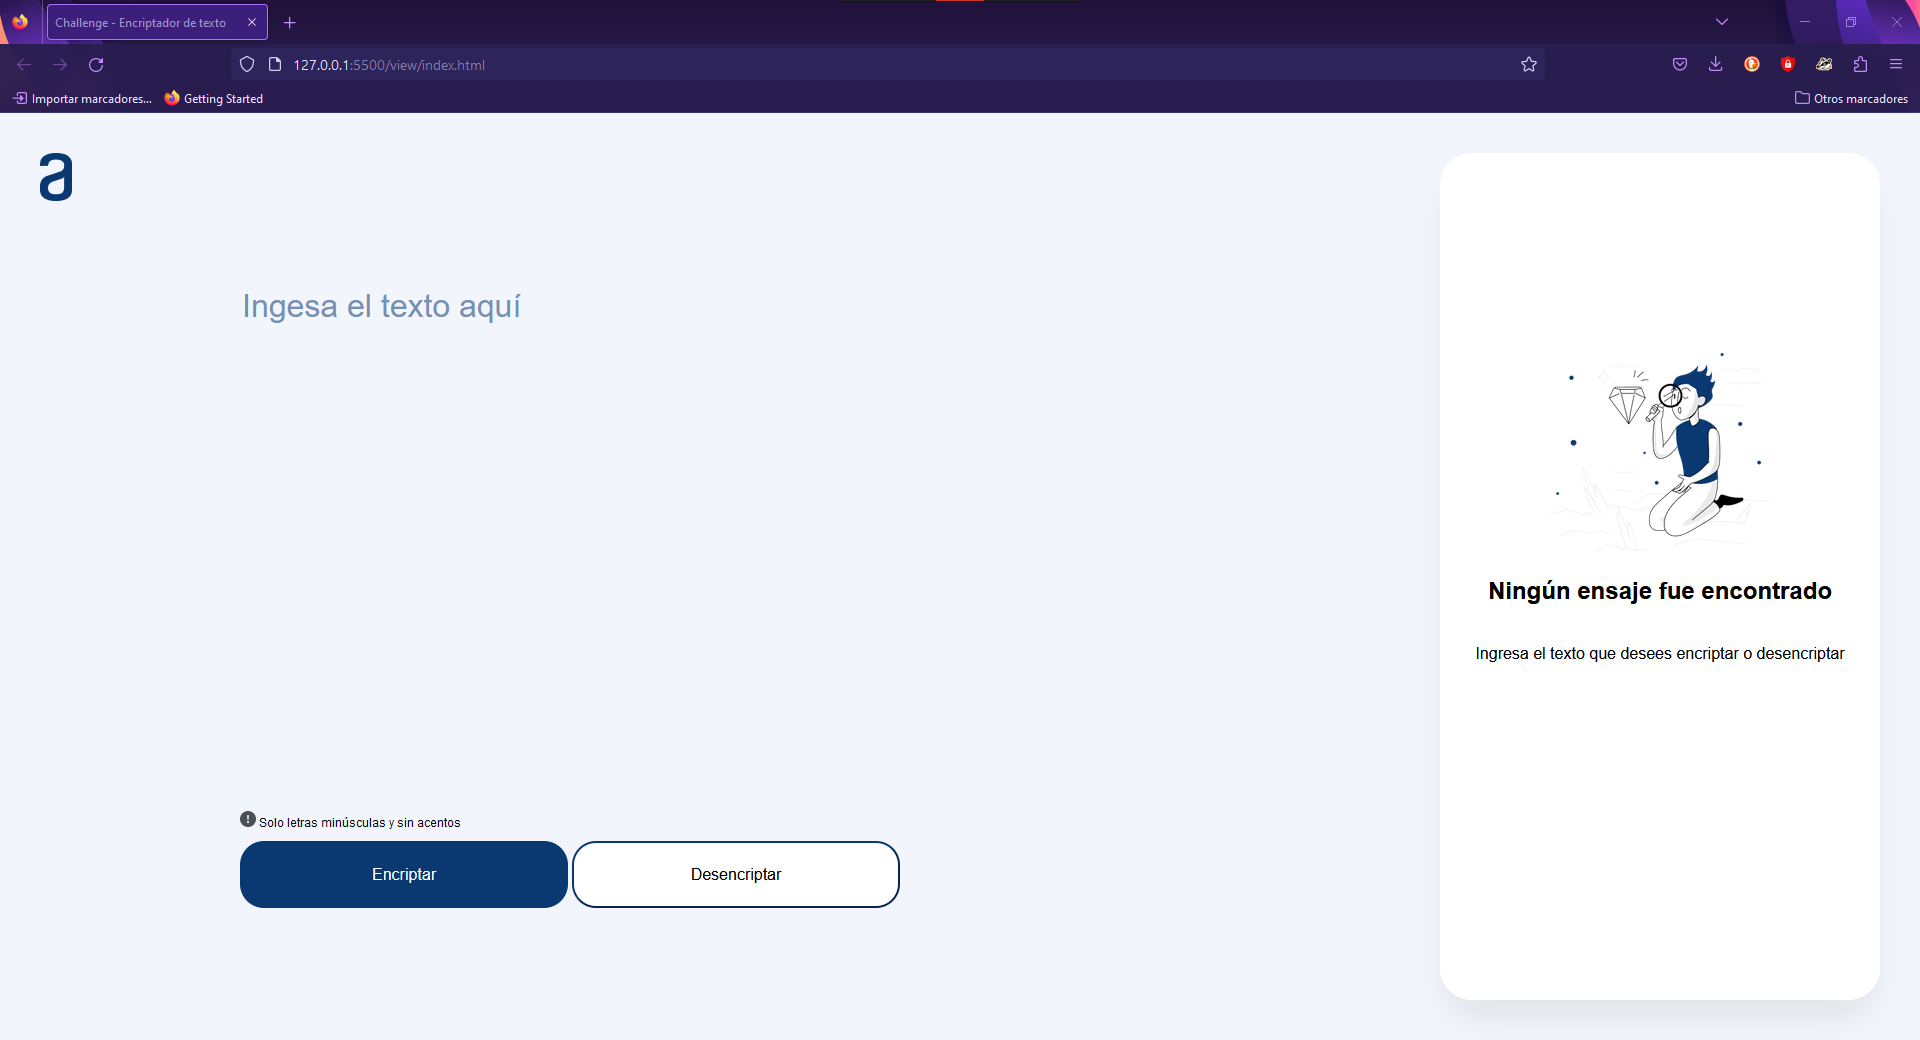 Challenge - Encriptador de texto
127.0.0.1:5500/view/index.html
Importar marcadores... Getting Started Otros marcadores
a
Ingesa el texto aquí
Ningún ensaje fue encontrado
Ingresa el texto que desees encriptar o desencriptar
Solo letras minúsculas y sin acentos
Encriptar Desencriptar